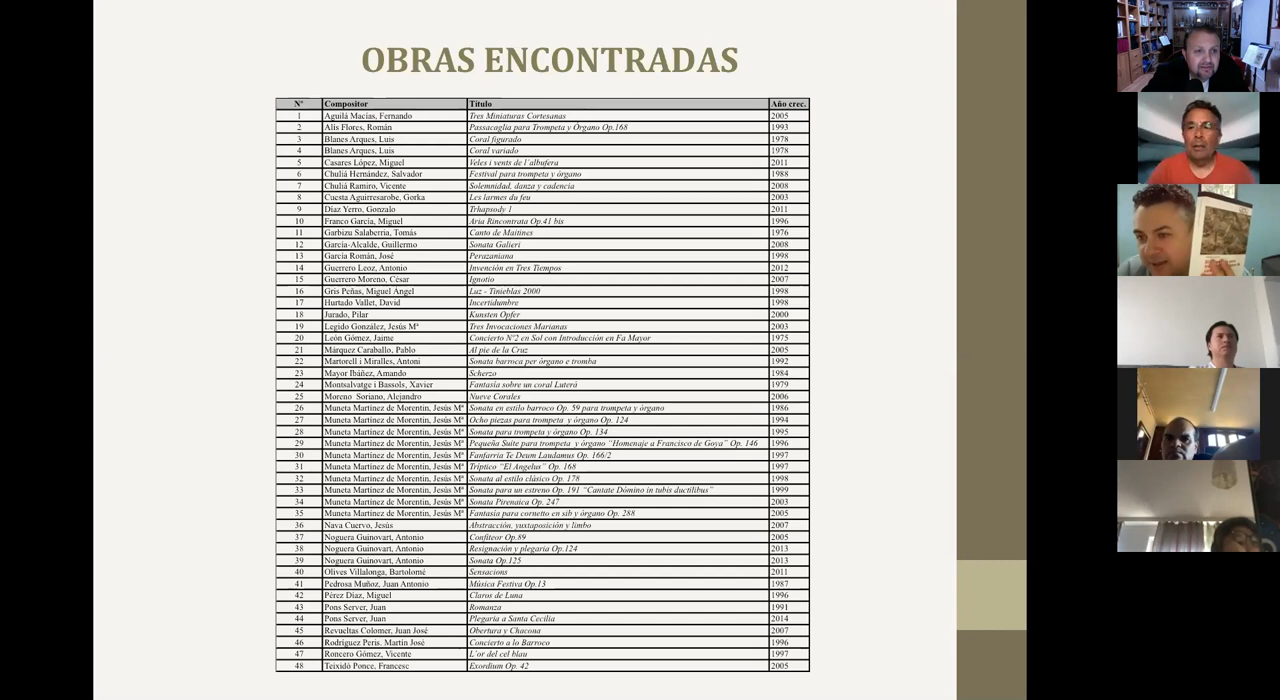 OBRAS ENCONTRADAS
Nº Compositor Título Año crec.
1 Aguilá Macías, Fernando Tres Miniaturas Cortesanas 2005
2 Alis Flores, Román Passacaglia para Trompeta y Órgano Op.168 1993
3 Blanes Arques, Luis Coral figurado 1978
4 Blanes Arques, Luis Coral variado 1978
5 Casares López, Miguel Veles i vents de l'albufera 2011
6 Chuliá Hernández, Salvador Festival para trompeta y órgano 1988
7 Chuliá Ramiro, Vicente Solemnidad, danza y cadencia 2008
8 Cuesta Aguirresarobe, Gorka Les larmes du feu 2003
9 Díaz Yerro, Gonzalo Trhapsody 1 2011
10 Franco García, Miguel Aria Rincontrata Op.41 bis 1996
11 Garbizu Salaberria, Tomás Canto de Maitines 1976
12 García-Alcalde, Guillermo Sonata Galieri 2008
13 García Román, José Perazaniana 1998
14 Guerrero Leoz, Antonio Invención en Tres Tiempos 2012
15 Guerrero Moreno, César Ignotio 2007
16 Gris Peñas, Miguel Ángel Luz - Tinieblas 2000 1998
17 Hurtado Vallet, David Incertidumbre 1998
18 Jurado, Pilar Kunsten Opfer 2000
19 Legido González, Jesús Mª Tres Invocaciones Marianas 2003
20 León Gómez, Jaime Concierto Nº2 en Sol con Introducción en Fa Mayor 1975
21 Márquez Caraballo, Pablo Al pie de la Cruz 2005
22 Martorell i Miralles, Antoni Sonata barroca per órgano e tromba 1992
23 Mayor Ibáñez, Amando Scherzo 1984
24 Montsalvatge i Bassols, Xavier Fantasía sobre un coral Luterá 1979
25 Moreno Soriano, Alejandro Nueve Corales 2006
26 Muneta Martínez de Morentin, Jesús Mª Sonata en estilo barroco Op. 59 para trompeta y órgano 1986
27 Muneta Martínez de Morentin, Jesús Mª Ocho piezas para trompeta y órgano Op. 124 1994
28 Muneta Martínez de Morentin, Jesús Mª Sonata para trompeta y órgano Op. 134 1995
29 Muneta Martínez de Morentin, Jesús Mª Pequeña Suite para trompeta y órgano “Homenaje a Francisco de Goya” Op. 146 1996
30 Muneta Martínez de Morentin, Jesús Mª Fanfarria Te Deum Laudamus Op. 166/2 1997
31 Muneta Martínez de Morentin, Jesús Mª Tríptico “El Angelus” Op. 168 1997
32 Muneta Martínez de Morentin, Jesús Mª Sonata al estilo clásico Op. 178 1998
33 Muneta Martínez de Morentin, Jesús Mª Sonata para un estreno Op. 191 “Cantate Dómino in tubis ductilibus” 1999
34 Muneta Martínez de Morentin, Jesús Mª Sonata Pirenaica Op. 247 2003
35 Muneta Martínez de Morentin, Jesús Mª Fantasía para cornetto en sib y órgano Op. 288 2005
36 Nava Cuervo, Jesús Abstracción, yuxtaposición y limbo 2007
37 Noguera Guinovart, Antonio Confiteor Op.89 2005
38 Noguera Guinovart, Antonio Resignación y plegaria Op.124 2013
39 Noguera Guinovart, Antonio Sonata Op.125 2013
40 Olives Villalonga, Bartolomé Sensacions 2011
41 Pedrosa Muñoz, Juan Antonio Música Festiva Op.13 1987
42 Pérez Díaz, Miguel Claros de Luna 1996
43 Pons Server, Juan Romanza 1991
44 Pons Server, Juan Plegaria a Santa Cecilia 2014
45 Revueltas Colomer, Juan José Obertura y Chacona 2007
46 Rodríguez Peris. Martín José Concierto a lo Barroco 1996
47 Roncero Gómez, Vicente L´or del cel blau 1997
48 Teixidó Ponce, Francesc Exordium Op. 42 2005